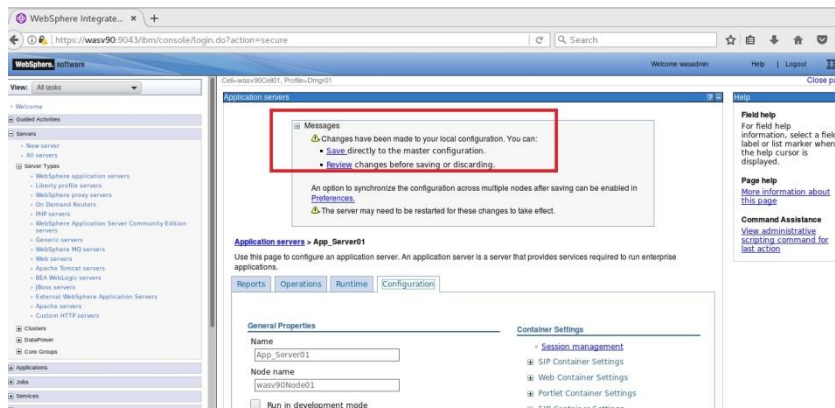 WebSphere Integrate... × +
https://wasv90:9043/ibm/console/login.do?action=secure Search
WebSphere. software Welcome wasadmin Help | Logout
Cell=wasv90Cell01, Profile=Dmgr01 Close pa
View: All tasks
Welcome
Guided Activities
Servers
New server
All servers
Server Types
WebSphere application servers
Liberty profile servers
WebSphere proxy servers
On Demand Routers
PHP servers
WebSphere Application Server Community Edition
servers
Generic servers
WebSphere MQ servers
Web servers
Apache Tomcat servers
BEA WebLogic servers
JBoss servers
External WebSphere Application Servers
Apache servers
Custom HTTP servers
Clusters
DataPower
Core Groups
Applications
Jobs
Services
Application servers
Messages
Changes have been made to your local configuration. You can:
Save directly to the master configuration.
Review changes before saving or discarding.
An option to synchronize the configuration across multiple nodes after saving can be enabled in
Preferences.
The server may need to be restarted for these changes to take effect.
Application servers > App_Server01
Use this page to configure an application server. An application server is a server that provides services required to run enterprise
applications.
Reports Operations Runtime Configuration
General Properties
Name
App_Server01
Node name
wasv90Node01
Run in development mode
Container Settings
Session management
SIP Container Settings
Web Container Settings
Portlet Container Settings
Help
Field help
For field help
information, select a field
label or list marker when
the help cursor is
displayed.
Page help
More information about
this page
Command Assistance
View administrative
scripting command for
last action